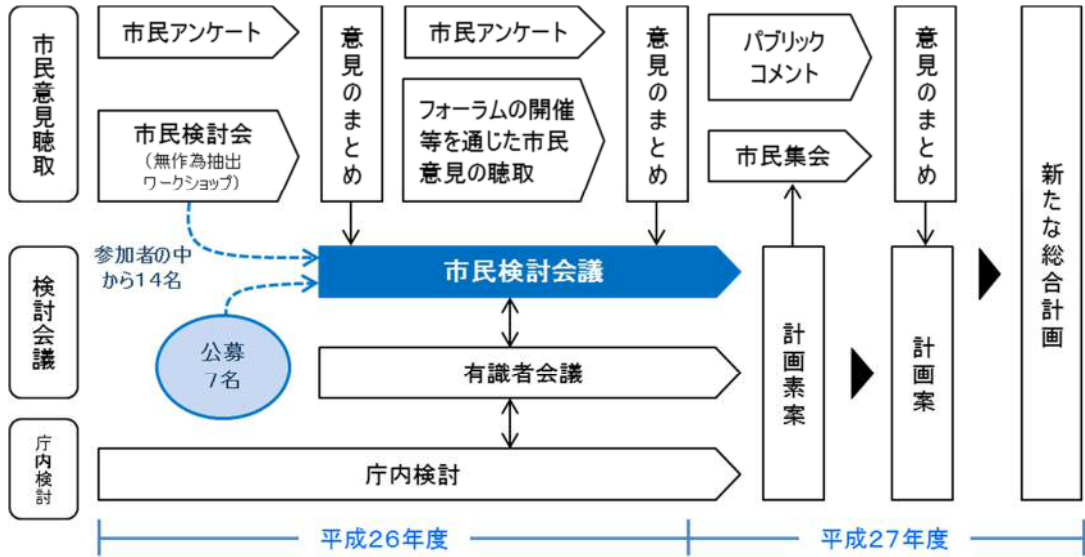 市民意見聴取
市民アンケート
市民検討会
（無作為抽出
ワークショップ）
意見のまとめ
市民アンケート
フォーラムの開催
等を通じた市民
意見の聴取
意見のまとめ
パブリック
コメント
市民集会
意見のまとめ
新たな総合計画
検討会議
参加者の中
から14名
公募
7名
市民検討会議
有識者会議
計画素案
計画案
庁内検討
庁内検討
平成26年度
平成27年度